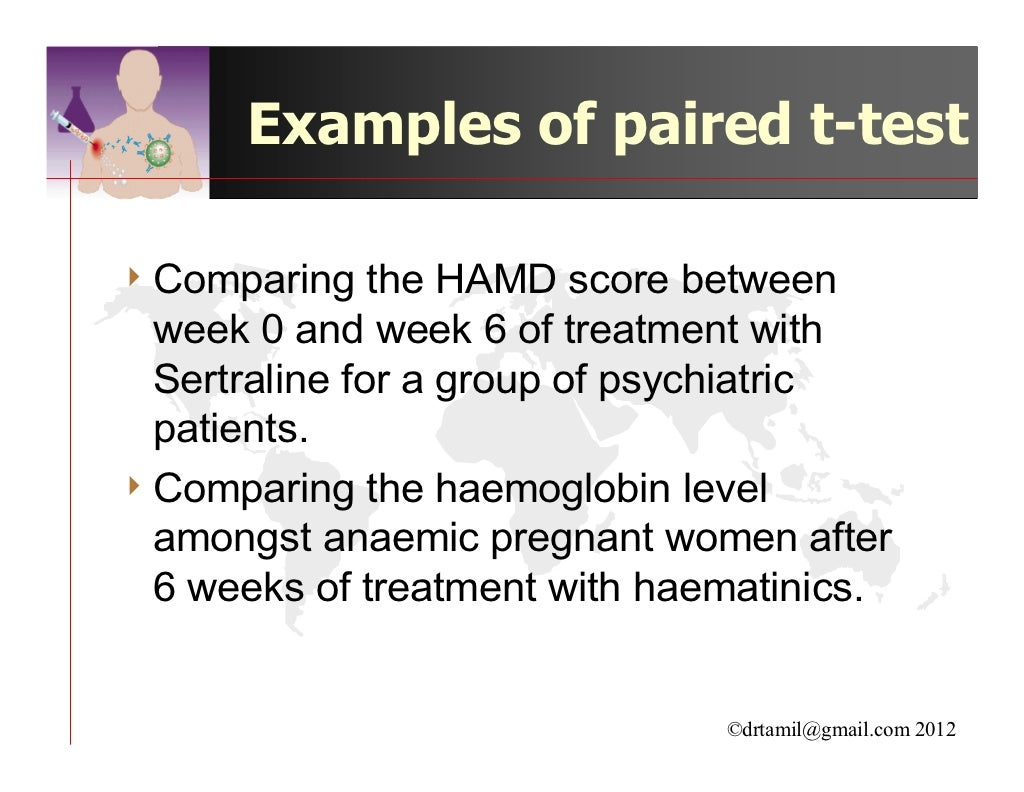 Examples of paired t-test
Comparing the HAMD score between
week 0 and week 6 of treatment with
Sertraline for a group of psychiatric
patients.
Comparing the haemoglobin level
amongst anaemic pregnant women after
6 weeks of treatment with haematinics.
©drtamil@gmail.com 2012